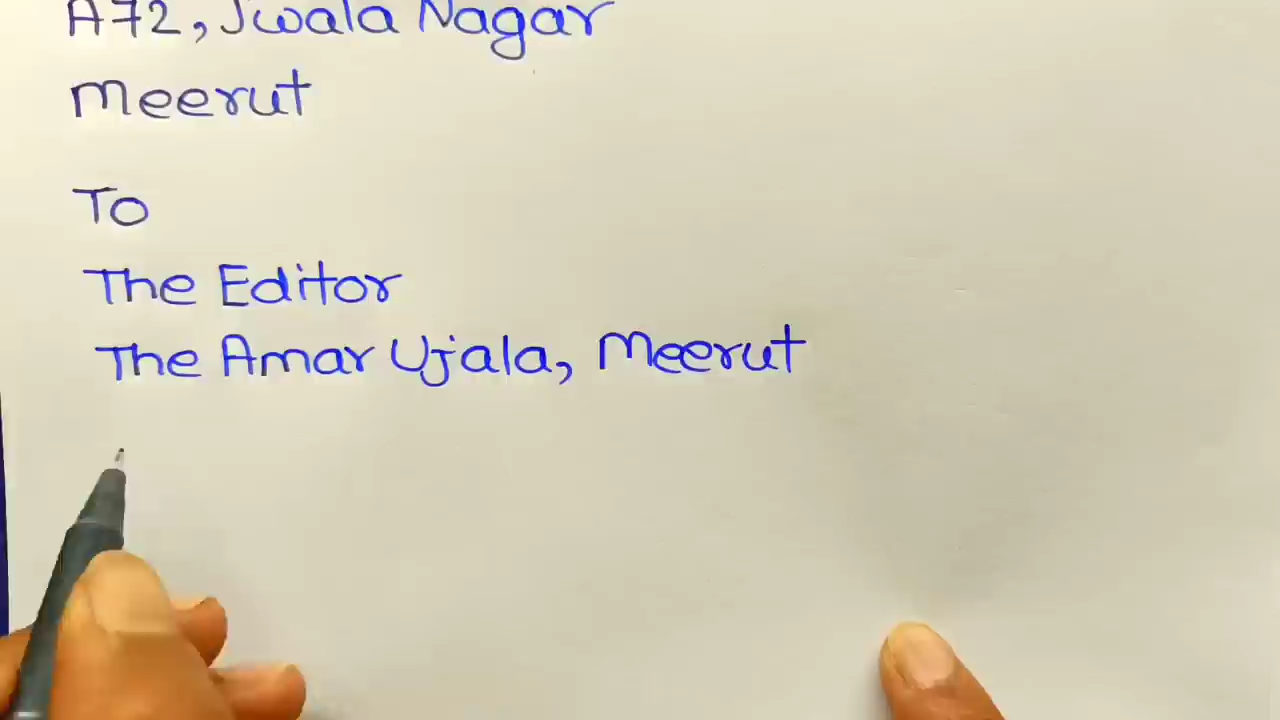 A72, Jwala Nagar
Meerut
To
The Editor
The Amar Ujala, Meerut